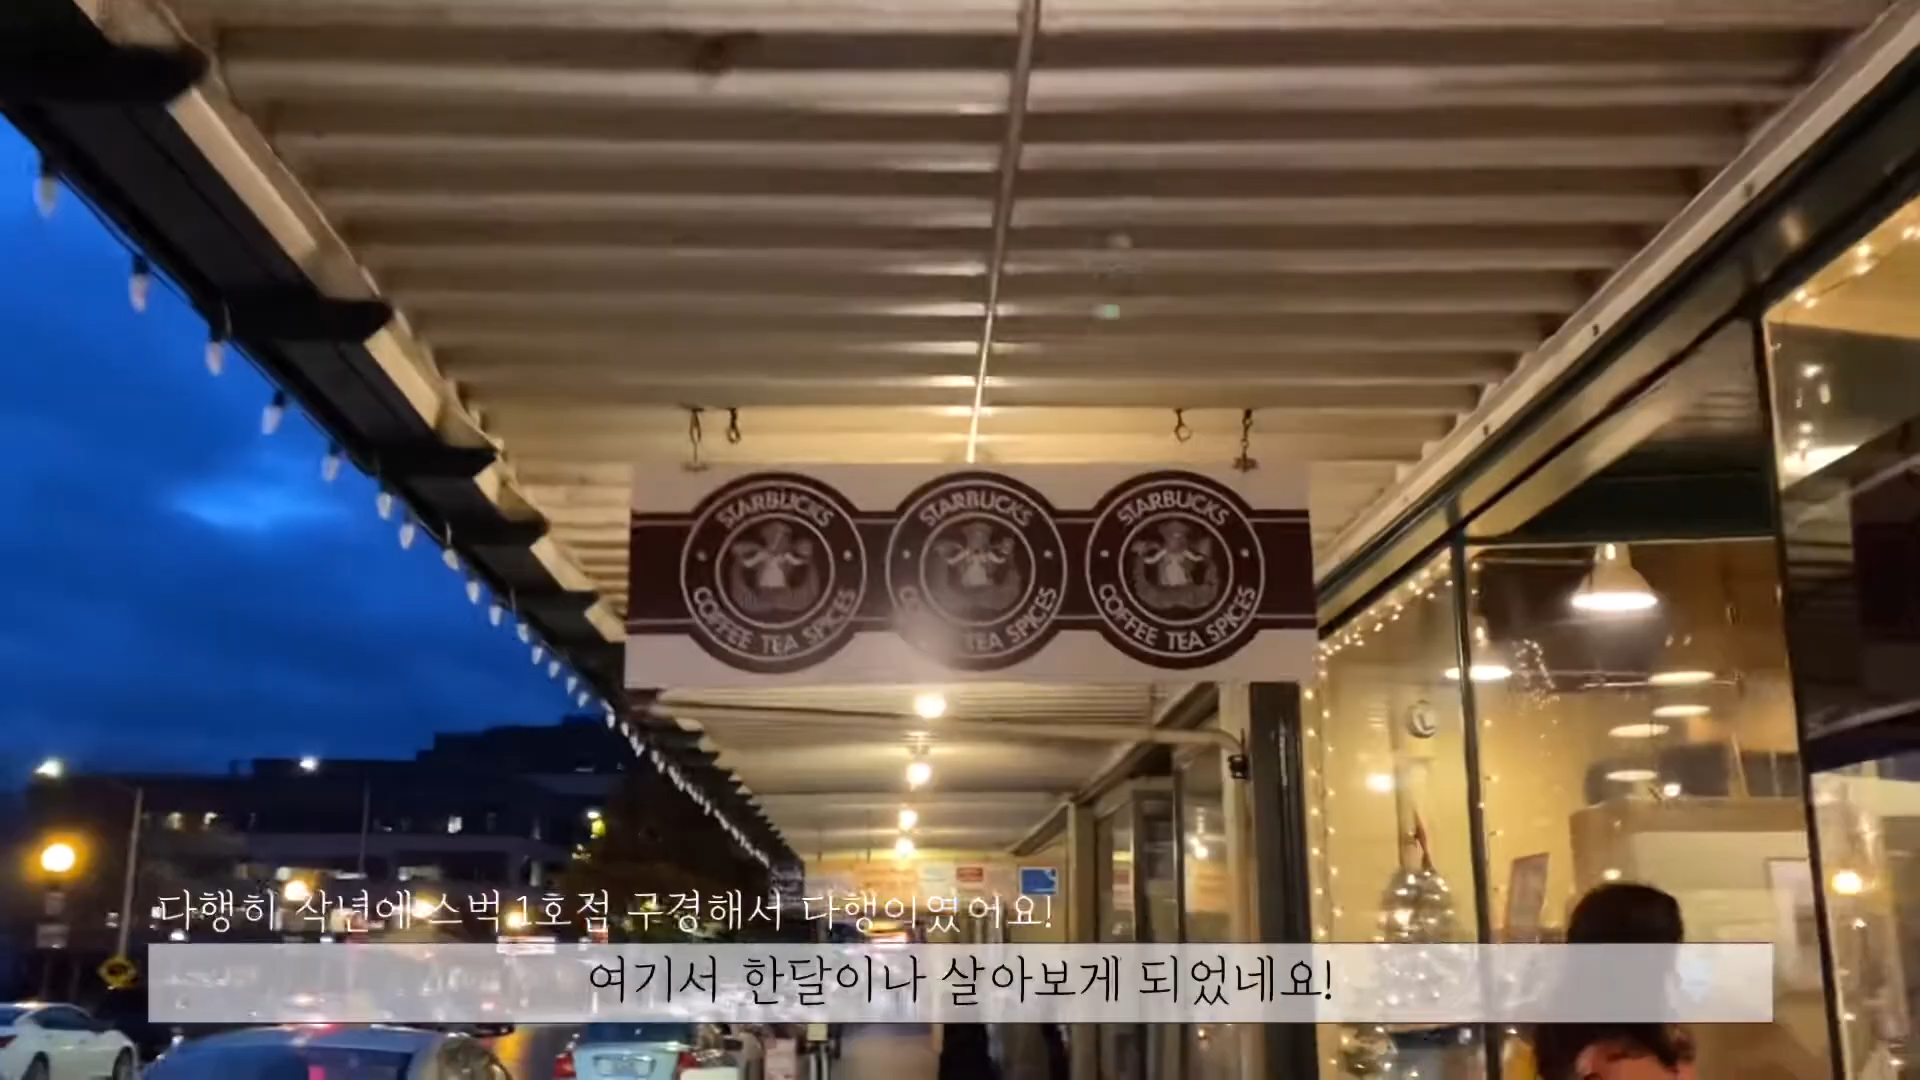 STARBUCKS STARBUCKS STARBUCKS
COFFEE TEA SPICES TEA SPICES COFFEE TEA SPICES
다행히 작년에 스벅 1호점 구경해서 다행이였어요!
여기서 한달이나 살아보게 되었네요!